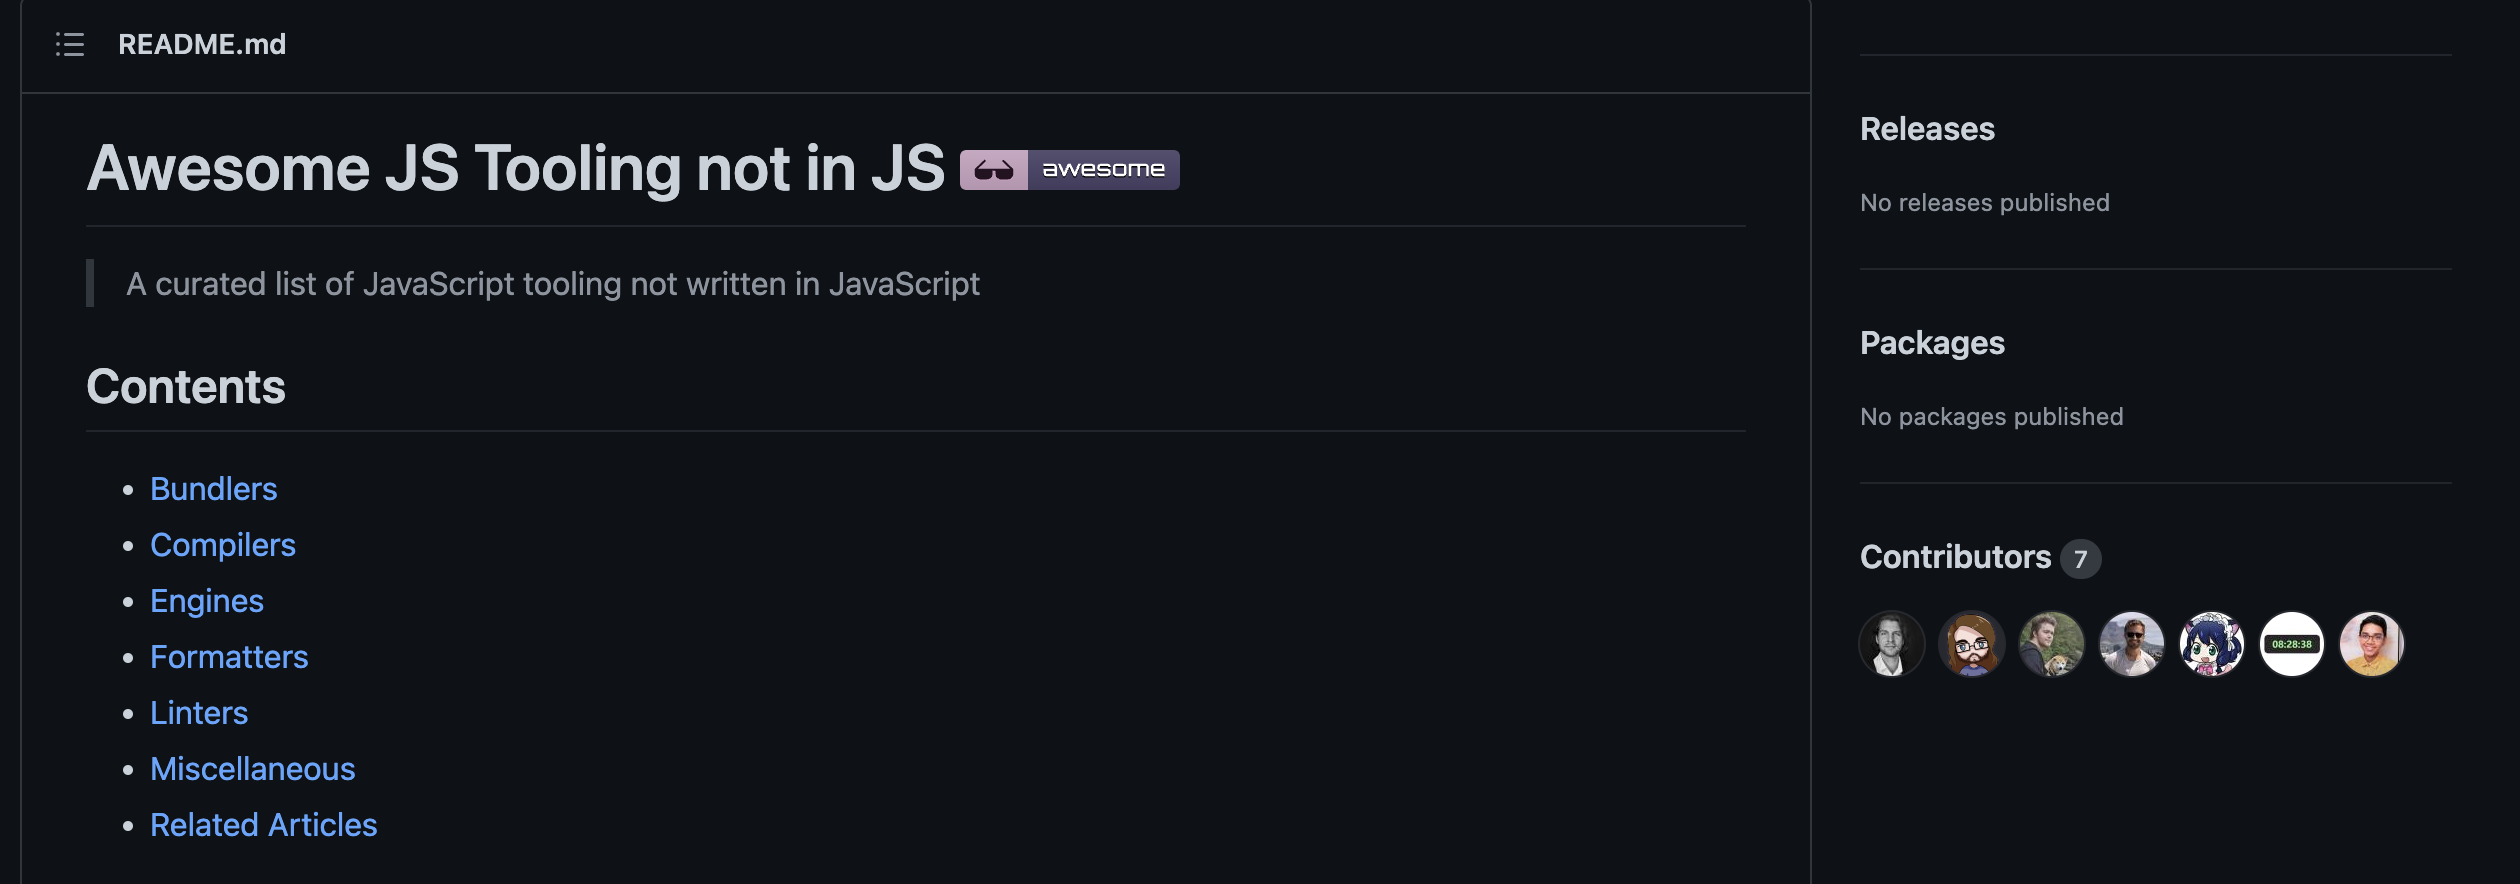 README.md
Awesome JS Tooling not in JS awesome
A curated list of JavaScript tooling not written in JavaScript
Contents
Bundlers
Compilers
Engines
Formatters
Linters
Miscellaneous
Related Articles
Releases
No releases published
Packages
No packages published
Contributors 7
08:28:38